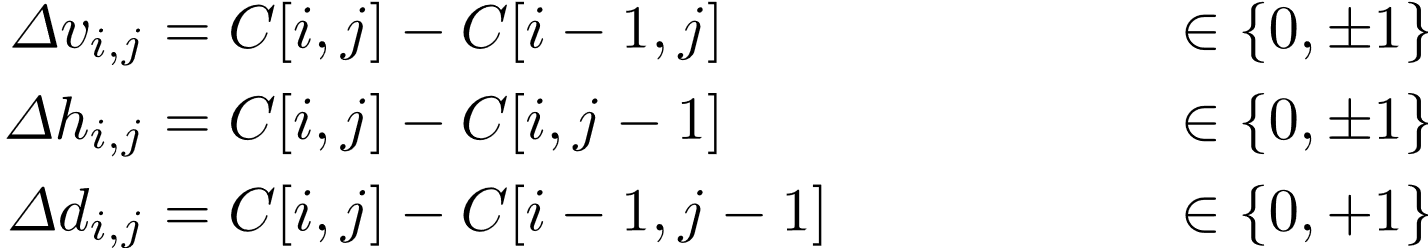 Δv_{i,j} = C[i, j] − C[i − 1, j] ∈ {0, ±1}
Δh_{i,j} = C[i, j] − C[i, j − 1] ∈ {0, ±1}
Δd_{i,j} = C[i, j] − C[i − 1, j − 1] ∈ {0, +1}